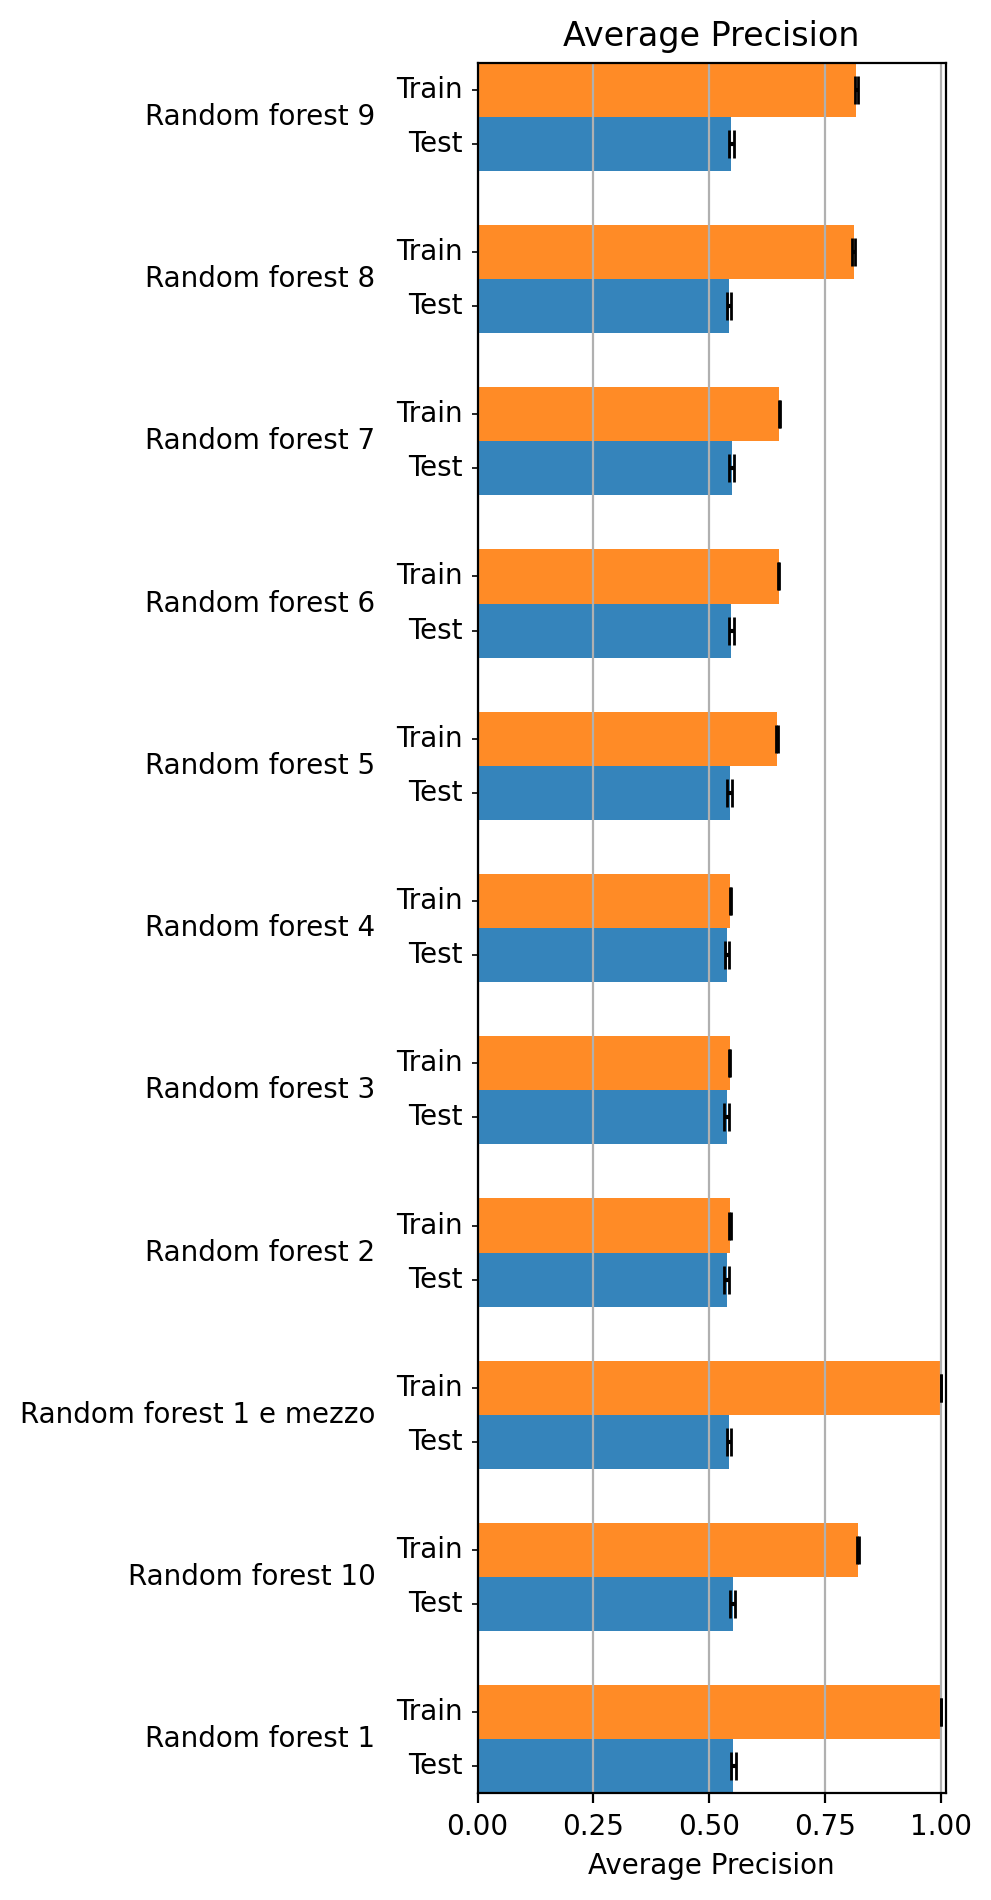 Average Precision
Random forest 9
Train
Test
Random forest 8
Train
Test
Random forest 7
Train
Test
Random forest 6
Train
Test
Random forest 5
Train
Test
Random forest 4
Train
Test
Random forest 3
Train
Test
Random forest 2
Train
Test
Random forest 1 e mezzo
Train
Test
Random forest 10
Train
Test
Random forest 1
Train
Test
0.00 0.25 0.50 0.75 1.00
Average Precision